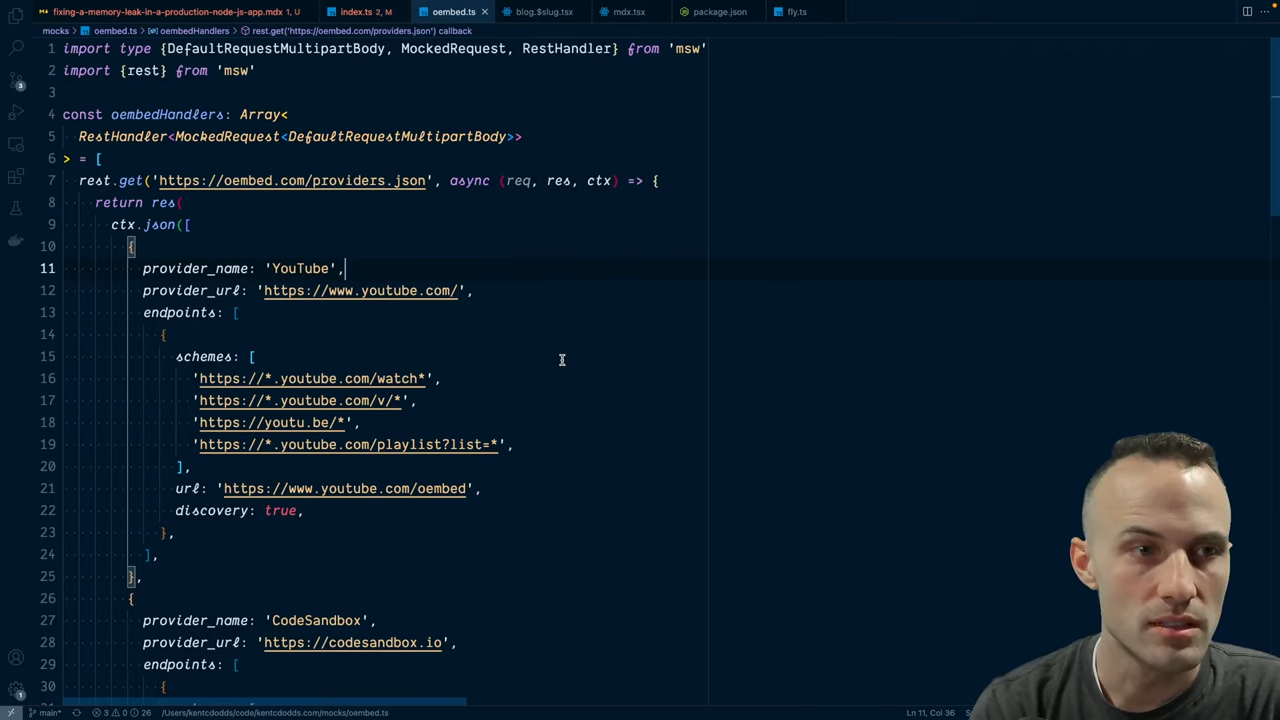 fixing-a-memory-leak-in-a-production-node-js-app.mdx 1, U
index.ts 2, M
oembed.ts
blog.$slug.tsx
mdx.tsx
package.json
fly.ts
mocks > oembed.ts > oembedHandlers > rest.get('https://oembed.com/providers.json') callback
1 import type {DefaultRequestMultipartBody, MockedRequest, RestHandler} from 'msw'
2 import {rest} from 'msw'
3
4 const oembedHandlers: Array<
5 RestHandler<MockedRequest<DefaultRequestMultipartBody>>
6 > = [
7 rest.get('https://oembed.com/providers.json', async (req, res, ctx) => {
8 return res(
9 ctx.json([
10 {
11 provider_name: 'YouTube',
12 provider_url: 'https://www.youtube.com/',
13 endpoints: [
14 {
15 schemes: [
16 'https://*.youtube.com/watch*',
17 'https://*.youtube.com/v/*',
18 'https://youtu.be/*',
19 'https://*.youtube.com/playlist?list=*',
20 ],
21 url: 'https://www.youtube.com/oembed',
22 discovery: true,
23 },
24 ],
25 },
26 {
27 provider_name: 'CodeSandbox',
28 provider_url: 'https://codesandbox.io',
29 endpoints: [
30 {
3
1
main* 3 0 26 /Users/kentcdodds/code/kentcdodds.com/mocks/oembed.ts Ln 11, Col 36